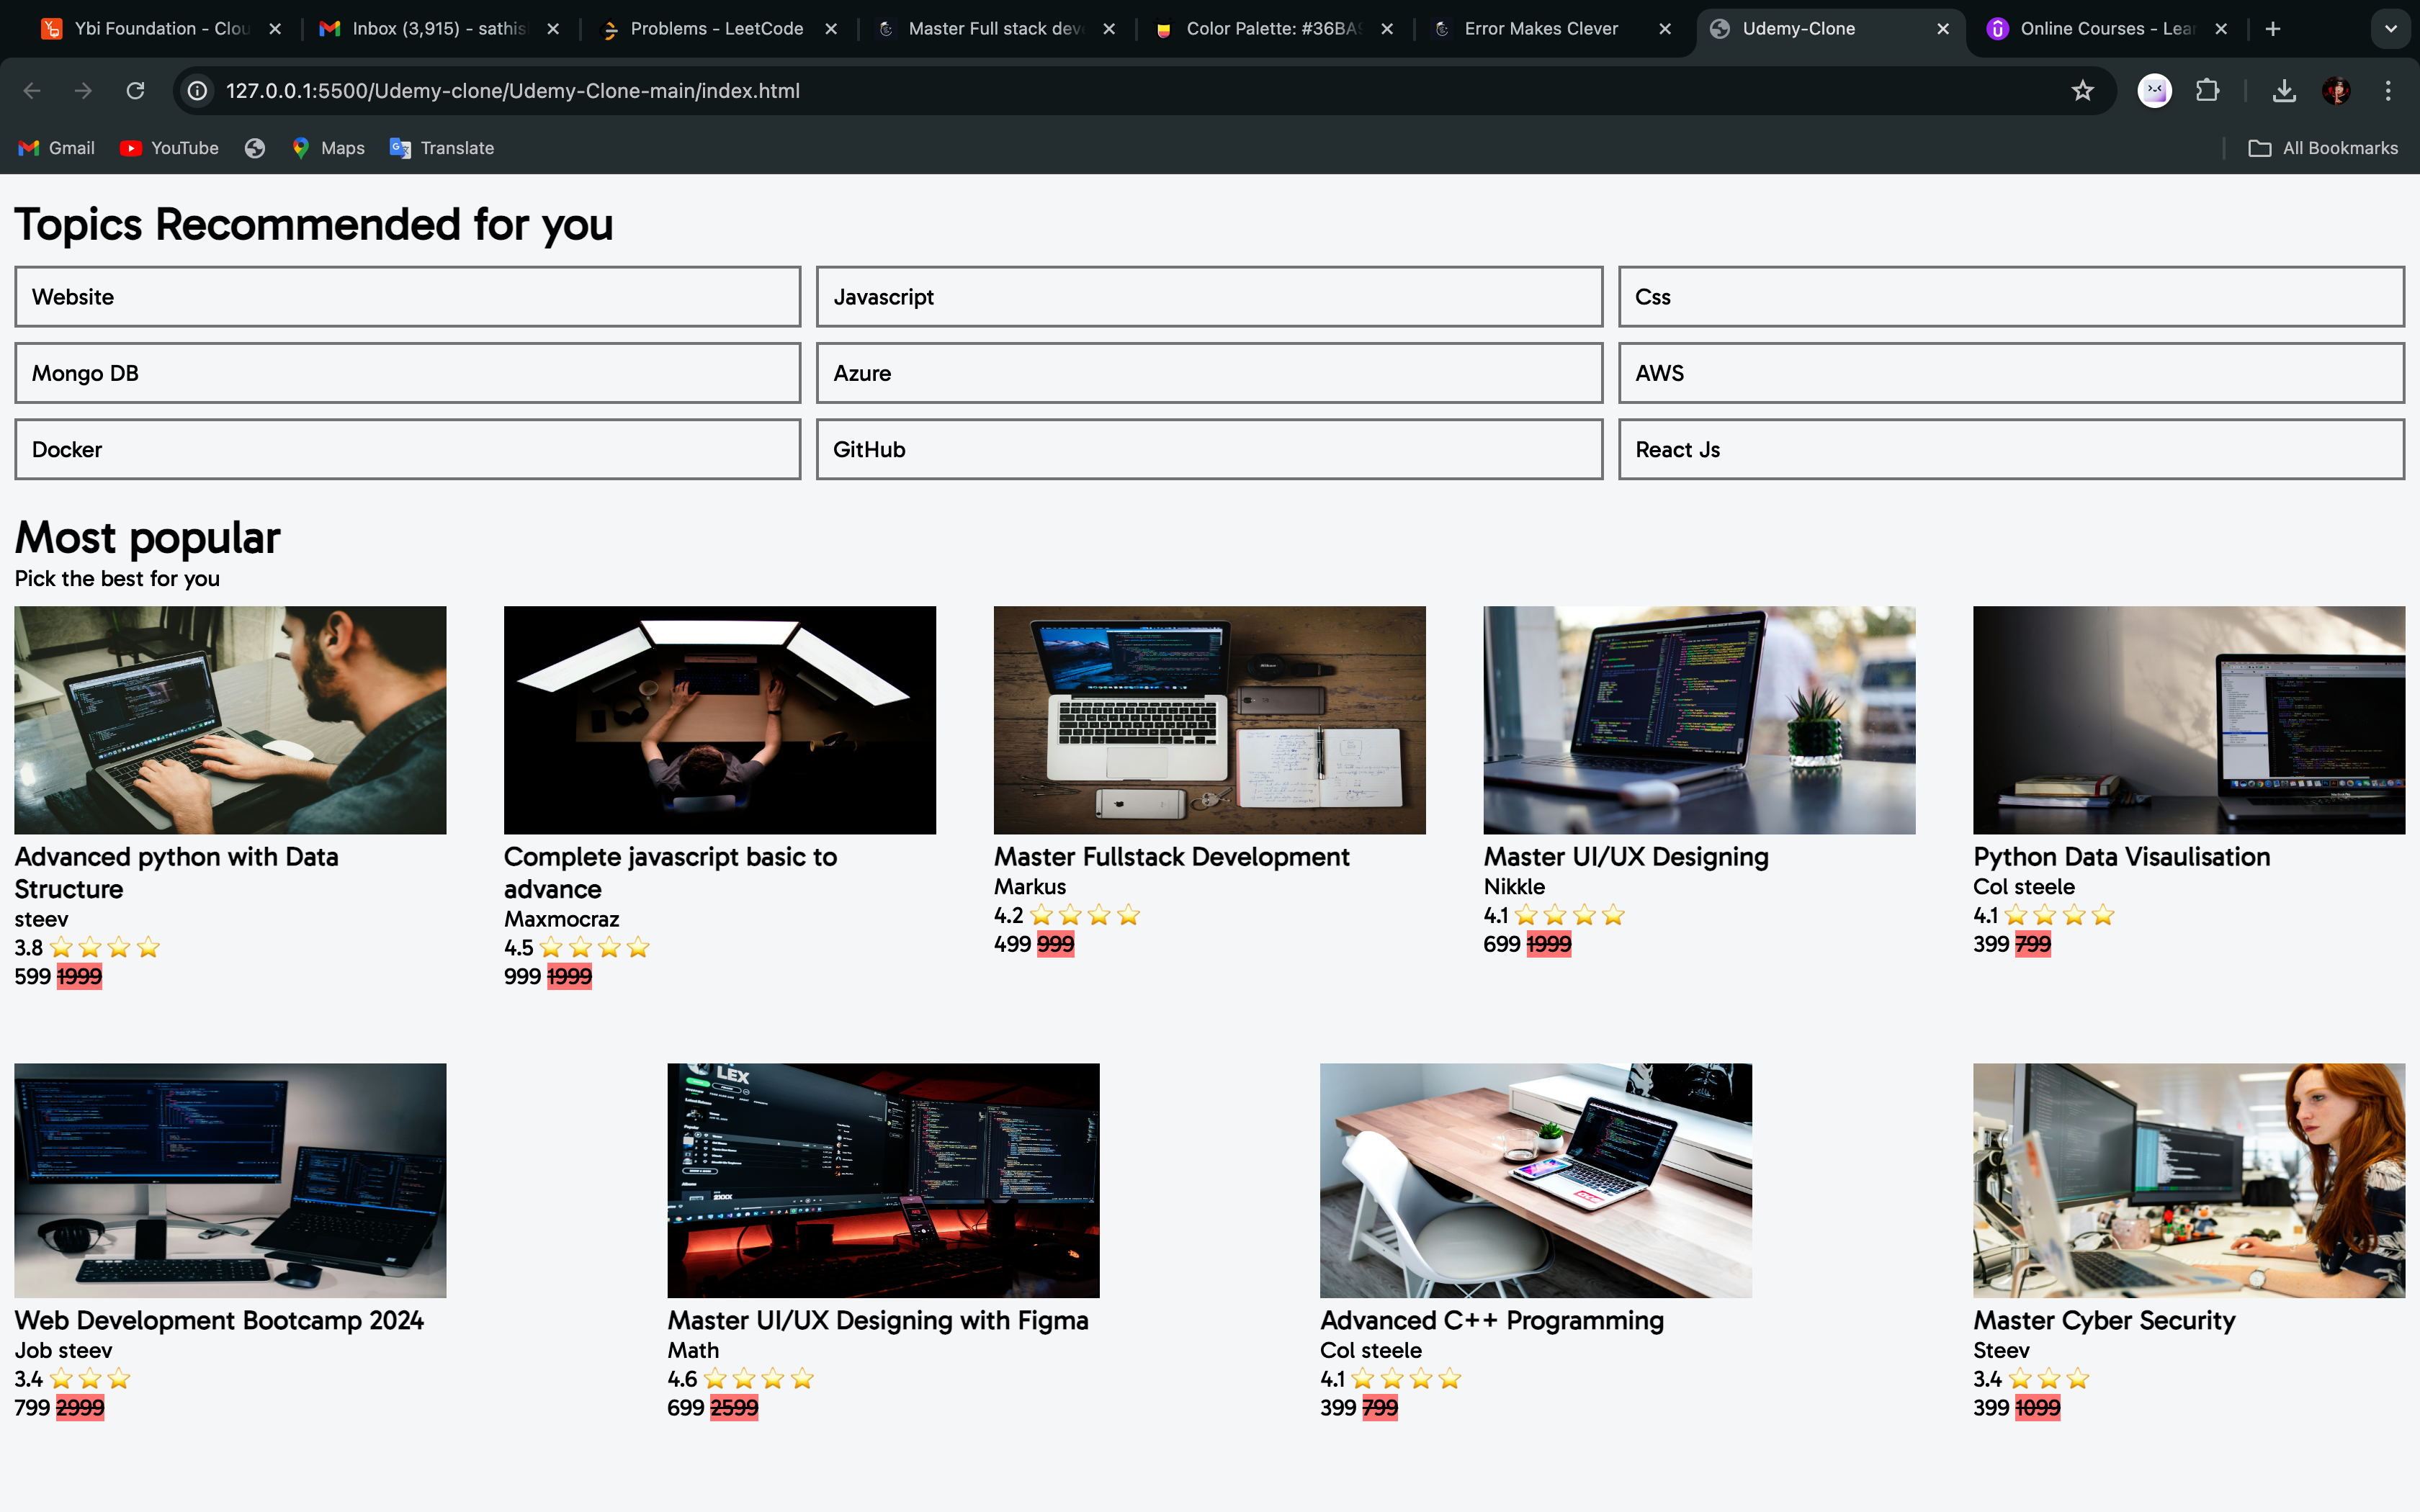 Ybi Foundation - Clou
Inbox (3,915) - sathis
Problems - LeetCode
Master Full stack deve
Color Palette: #36BAS
Error Makes Clever
Udemy-Clone
Online Courses - Lear
127.0.0.1:5500/Udemy-clone/Udemy-Clone-main/index.html
Gmail
YouTube
Maps
Translate
All Bookmarks
Topics Recommended for you
Website
Javascript
Css
Mongo DB
Azure
AWS
Docker
GitHub
React Js
Most popular
Pick the best for you
Advanced python with Data
Structure
steev
3.8 ⭐ ⭐ ⭐ ⭐
599 1999
Complete javascript basic to
advance
Maxmocraz
4.5 ⭐ ⭐ ⭐ ⭐
999 1999
Master Fullstack Development
Markus
4.2 ⭐ ⭐ ⭐ ⭐
499 999
Master UI/UX Designing
Nikkle
4.1 ⭐ ⭐ ⭐ ⭐
699 1999
Python Data Visaulisation
Col steele
4.1 ⭐ ⭐ ⭐ ⭐
399 799
LEX
Web Development Bootcamp 2024
Job steev
3.4 ⭐ ⭐ ⭐
799 2999
Master UI/UX Designing with Figma
Math
4.6 ⭐ ⭐ ⭐ ⭐
699 2599
Advanced C++ Programming
Col steele
4.1 ⭐ ⭐ ⭐ ⭐
399 799
Master Cyber Security
Steev
3.4 ⭐ ⭐ ⭐
399 1099